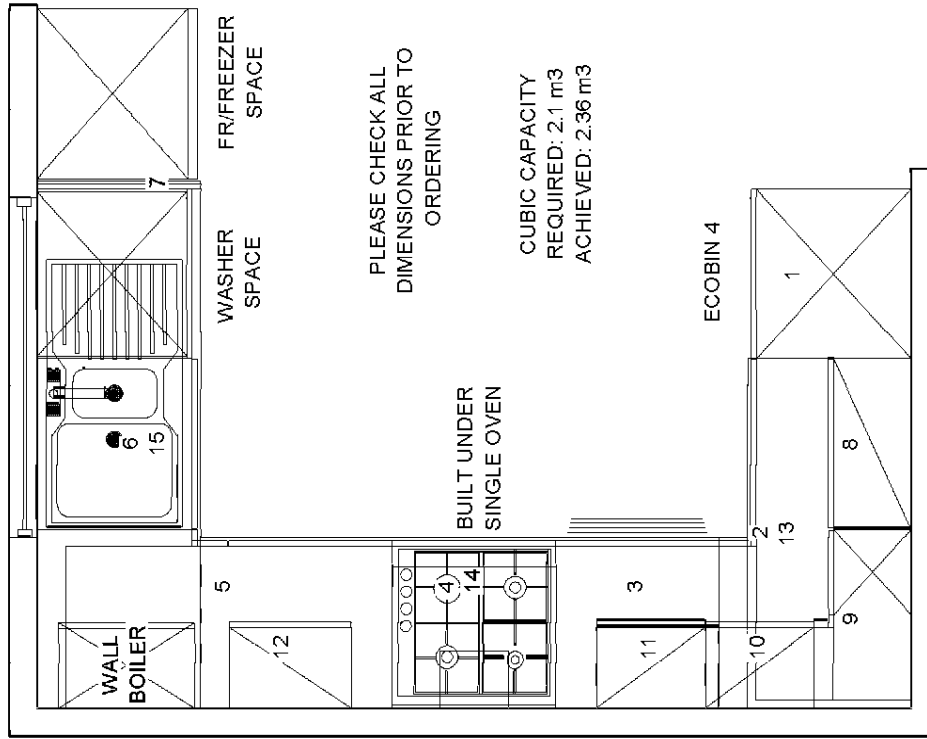 FR/FREEZER
SPACE
7
WASHER
SPACE
PLEASE CHECK ALL
DIMENSIONS PRIOR TO
ORDERING
CUBIC CAPACITY
REQUIRED: 2.1 m3
ACHIEVED: 2.36 m3
ECOBIN 4
1
6
15
BUILT UNDER
SINGLE OVEN
8
2
13
5
4
14
3
9
WALL
BOILER
12
11
10